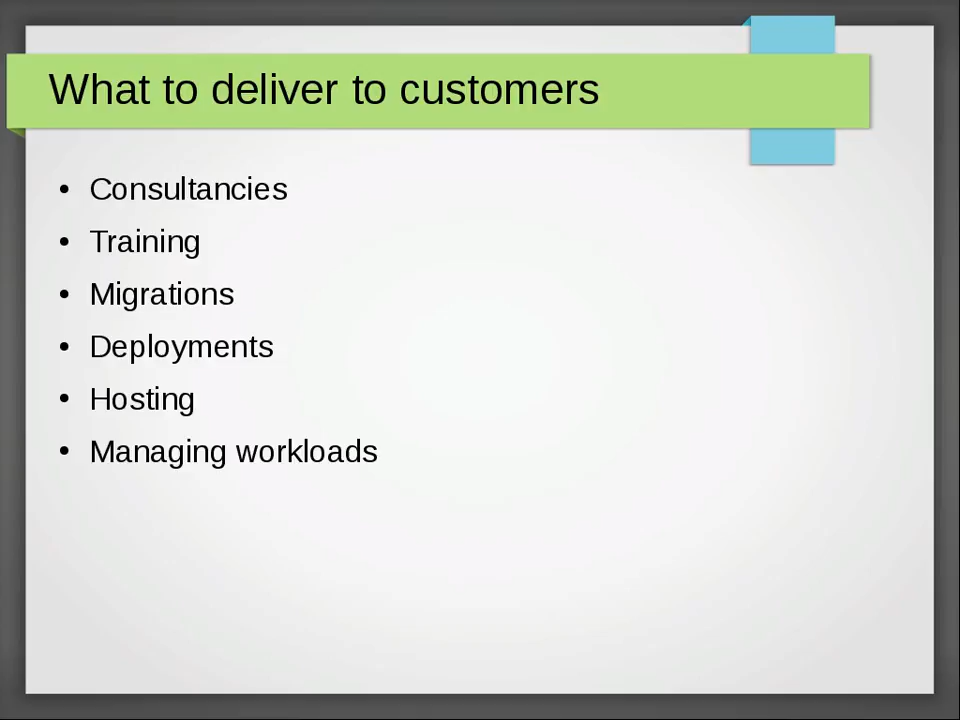 What to deliver to customers
• Consultancies
• Training
• Migrations
• Deployments
• Hosting
• Managing workloads